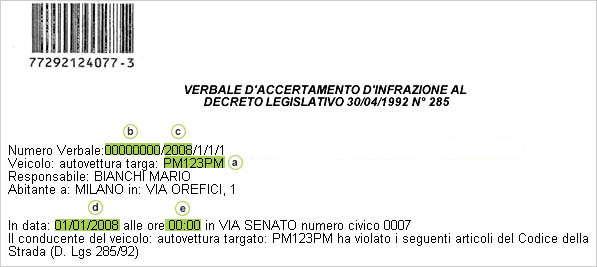 77292124077-3
VERBALE D'ACCERTAMENTO D'INFRAZIONE AL
DECRETO LEGISLATIVO 30/04/1992 N° 285
b c
Numero Verbale:00000000/2008/1/1/1
Veicolo: autovettura targa: PM123PM a
Responsabile: BIANCHI MARIO
Abitante a: MILANO in: VIA OREFICI, 1
d e
In data: 01/01/2008 alle ore 00:00 in VIA SENATO numero civico 0007
Il conducente del veicolo: autovettura targato: PM123PM ha violato i seguenti articoli del Codice della
Strada (D. Lgs 285/92)